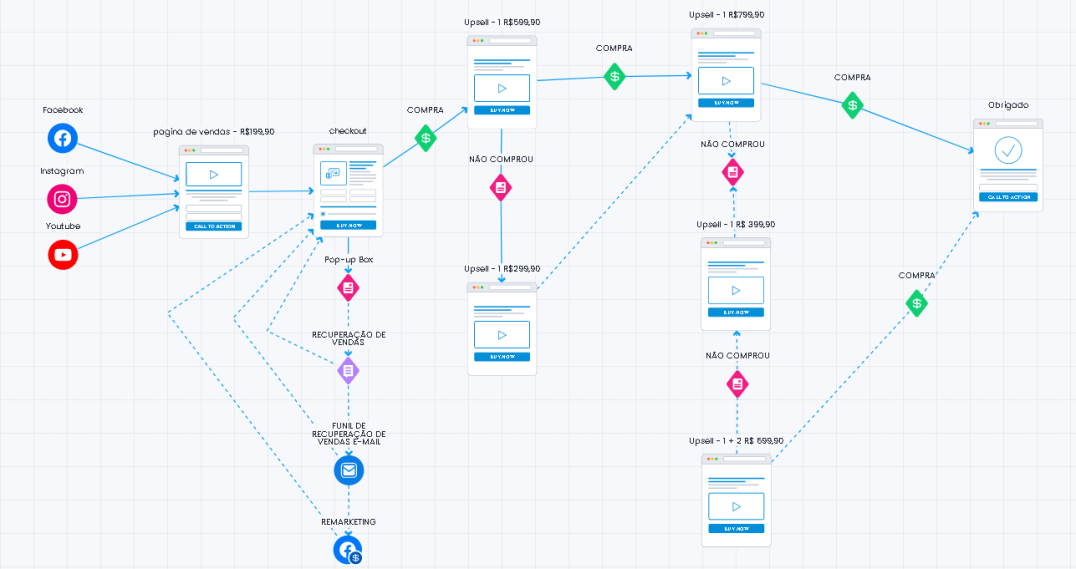 Upsell - 1 R$599,90
Upsell - 1 R$799,90
COMPRA
COMPRA
Facebook
COMPRA
Obrigado
pagina de vendas - R$199,90
checkout
BUY NOW
BUY NOW
NÃO COMPROU
NÃO COMPROU
Instagram
CALL TO ACTION
Youtube
CALL TO ACTION
BUY NOW
Upsell - 1 R$ 399,90
Pop-up Box
Upsell - 1 R$299,90
COMPRA
BUY NOW
RECUPERAÇÃO DE
VENDAS
BUY NOW
NÃO COMPROU
FUNIL DE
RECUPERAÇÃO DE
VENDAS E-MAIL
Upsell - 1 + 2 R$ 599,90
REMARKETING
BUY NOW